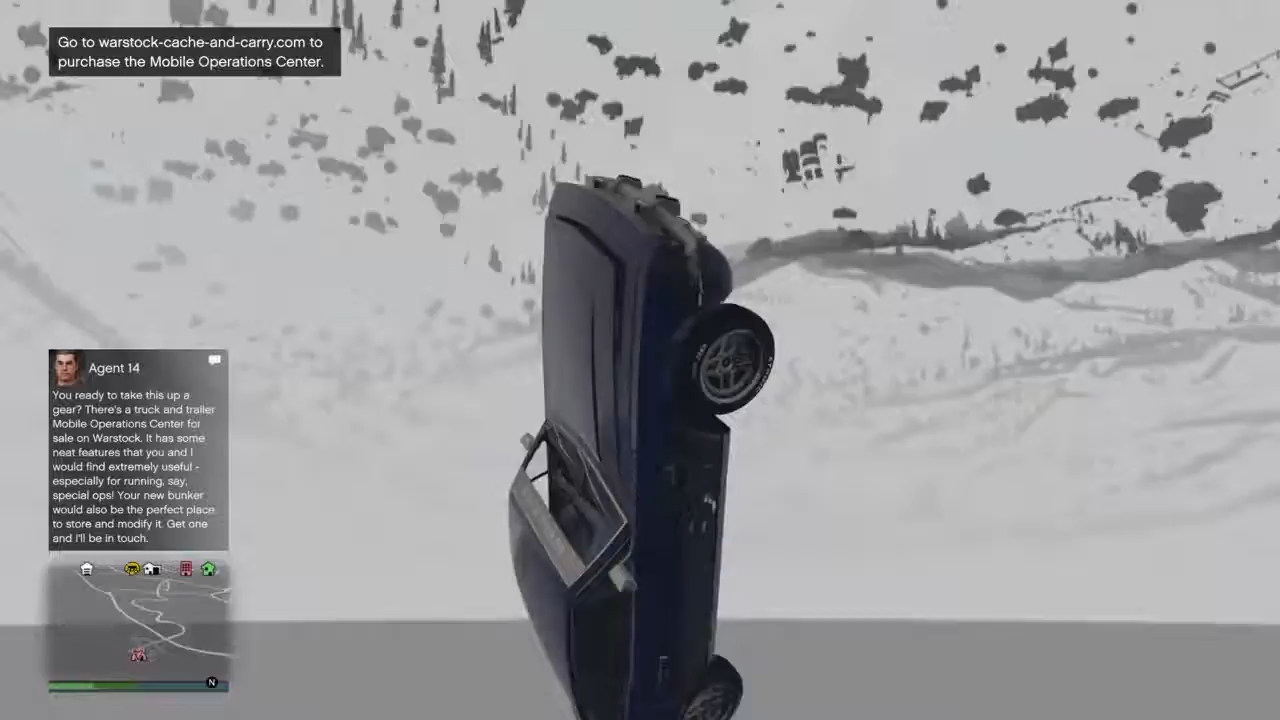 Go to warstock-cache-and-carry.com to
purchase the Mobile Operations Center.
Agent 14
You ready to take this up a
gear? There's a truck and trailer
Mobile Operations Center for
sale on Warstock. It has some
neat features that you and I
would find extremely useful -
especially for running, say,
special ops! Your new bunker
would also be the perfect place
to store and modify it. Get one
and I'll be in touch.
N